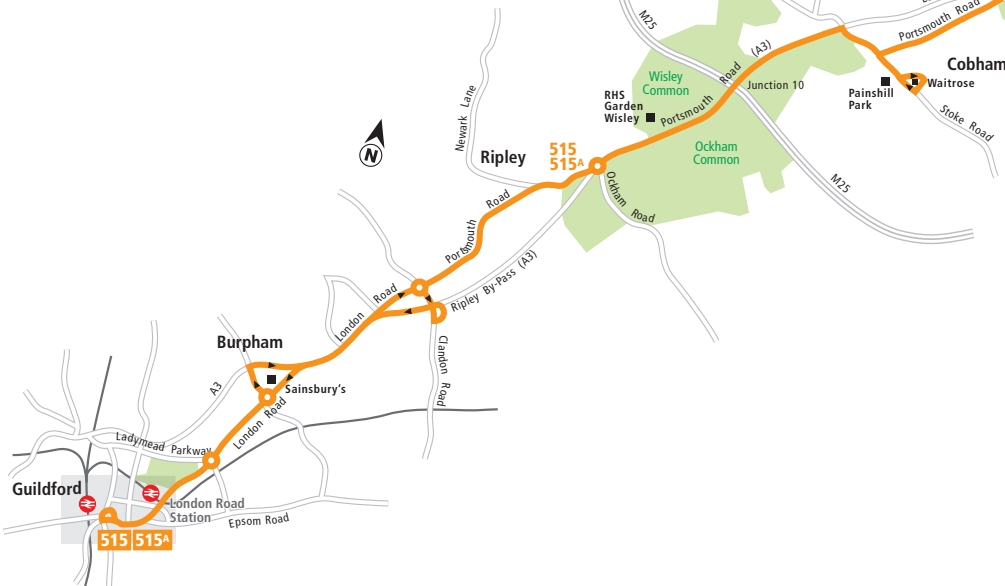 M25
Portsmouth Road
(A3)
Cobham
Wisley
Common
Road
Junction 10
Waitrose
Painshill
Park
RHS
Garden
Wisley
Portsmouth
Stoke Road
Newark Lane
N
Ripley
515
515A
Ockham
Common
Ockham
Road
M25
Road
Portsmouth
Ripley By-Pass (A3)
Road
London
Burpham
Clandon Road
A3
Sainsbury's
London Road
Ladymead Parkway
Guildford
London Road
Station
Epsom Road
515
515A